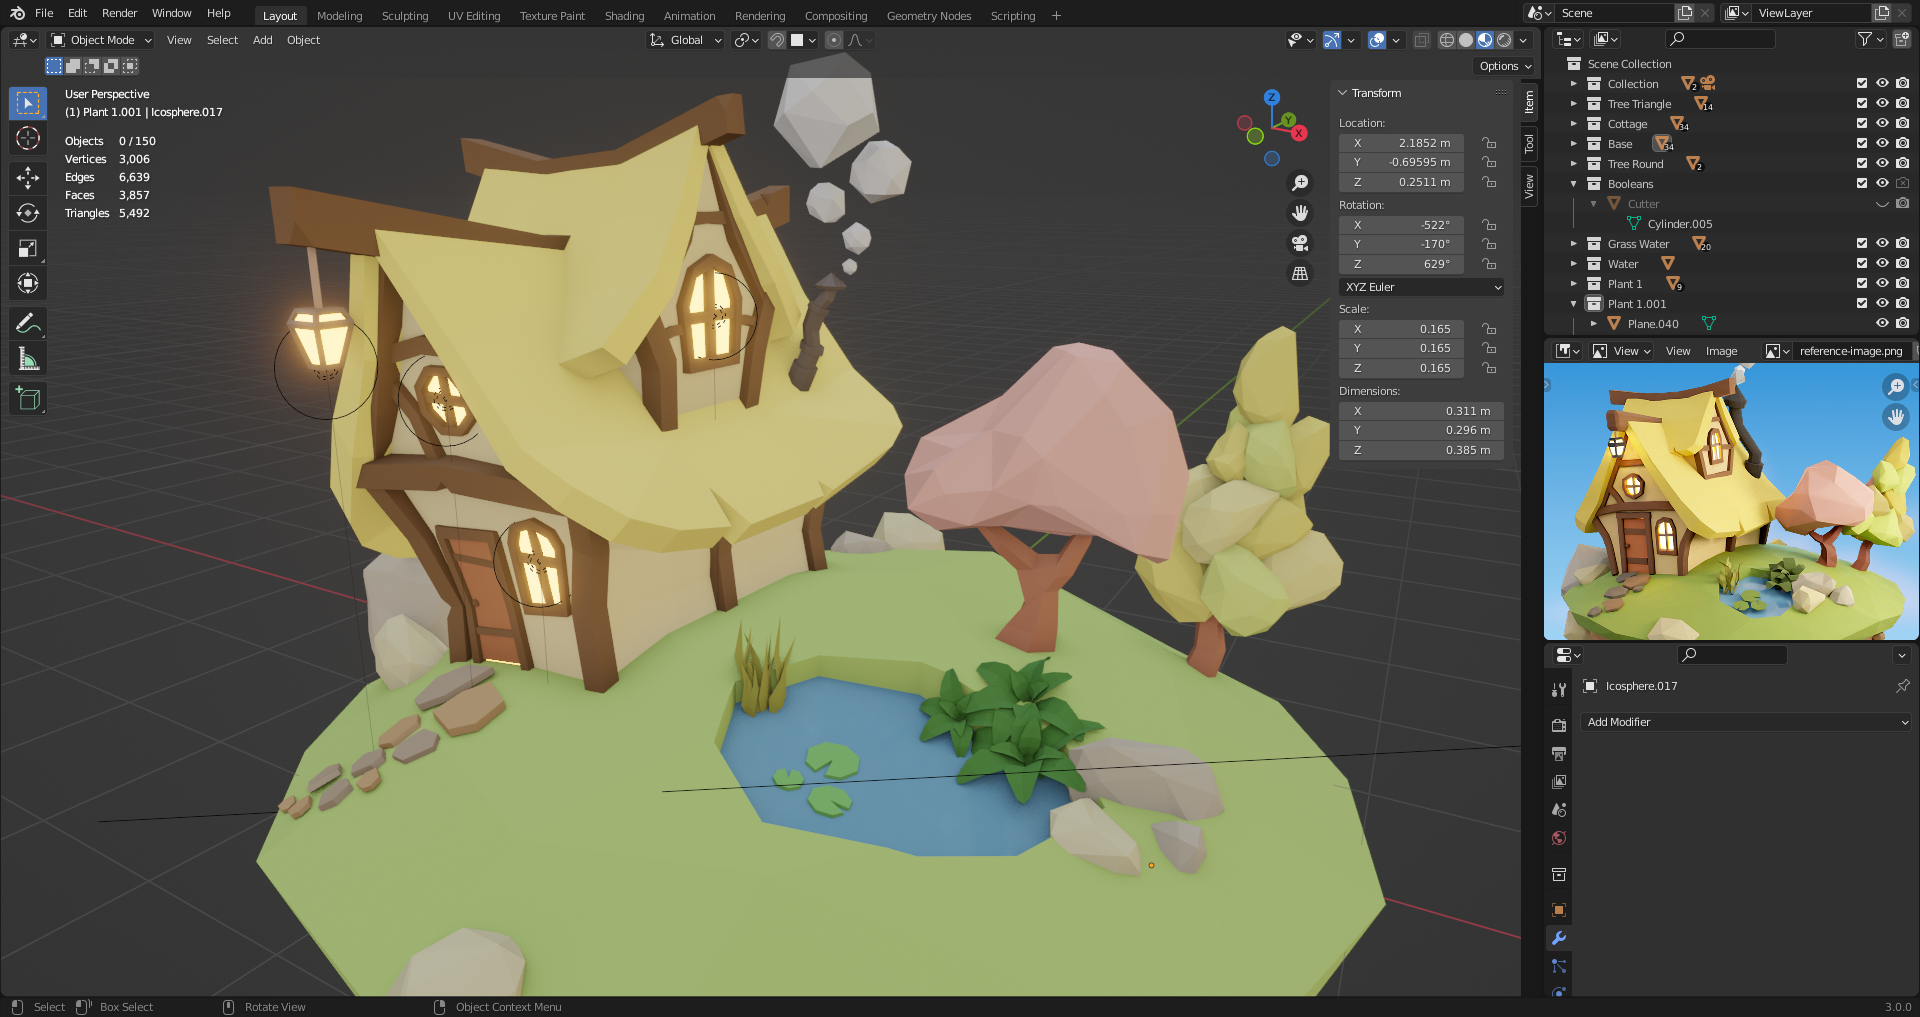 File Edit Render Window Help Layout Modeling Sculpting UV Editing Texture Paint Shading Animation Rendering Compositing Geometry Nodes Scripting + Scene ViewLayer
Object Mode View Select Add Object Global
Options
User Perspective
(1) Plant 1.001 | Icosphere.017
Objects 0 / 150
Vertices 3,006
Edges 6,639
Faces 3,857
Triangles 5,492
Z
Y
X
Transform
Location:
X 2.1852 m
Y -0.69595 m
Z 0.2511 m
Rotation:
X -522°
Y -170°
Z 629°
XYZ Euler
Scale:
X 0.165
Y 0.165
Z 0.165
Dimensions:
X 0.311 m
Y 0.296 m
Z 0.385 m
Item
Tool
View
Scene Collection
Collection 2
Tree Triangle 14
Cottage 34
Base 34
Tree Round 2
Booleans
Cutter
Cylinder.005
Grass Water 20
Water
Plant 1 9
Plant 1.001
Plane.040
View View Image reference-image.png
Icosphere.017
Add Modifier
Select Box Select Rotate View Object Context Menu 3.0.0